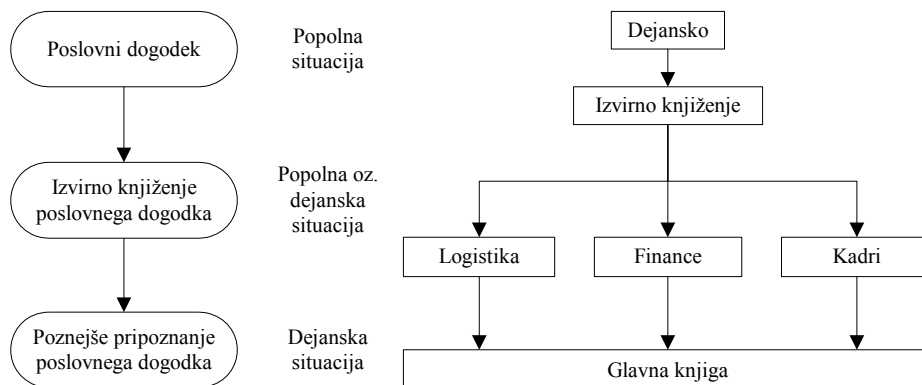 Poslovni dogodek
Popolna
situacija
Dejansko
Izvirno knjiženje
Izvirno knjiženje
poslovnega dogodka
Popolna oz.
dejanska
situacija
Logistika
Finance
Kadri
Poznejše pripoznanje
poslovnega dogodka
Dejanska
situacija
Glavna knjiga